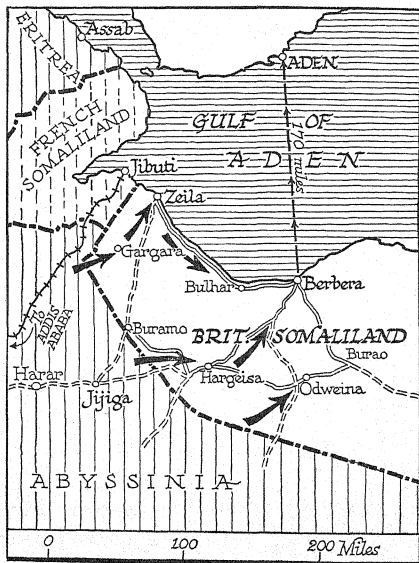 Assab
ERITREA
ADEN
FRENCH
SOMALILAND
GULF OF
ADEN
170 miles
Jibuti
Zeila
Gargara
Bulhar
Berbera
To
ADDIS
ABABA
Buramo
BRIT. SOMALILAND
Burao
Harar
Hargeisa
Jijiga
Odweina
ABYSSINIA
0 100 200 Miles